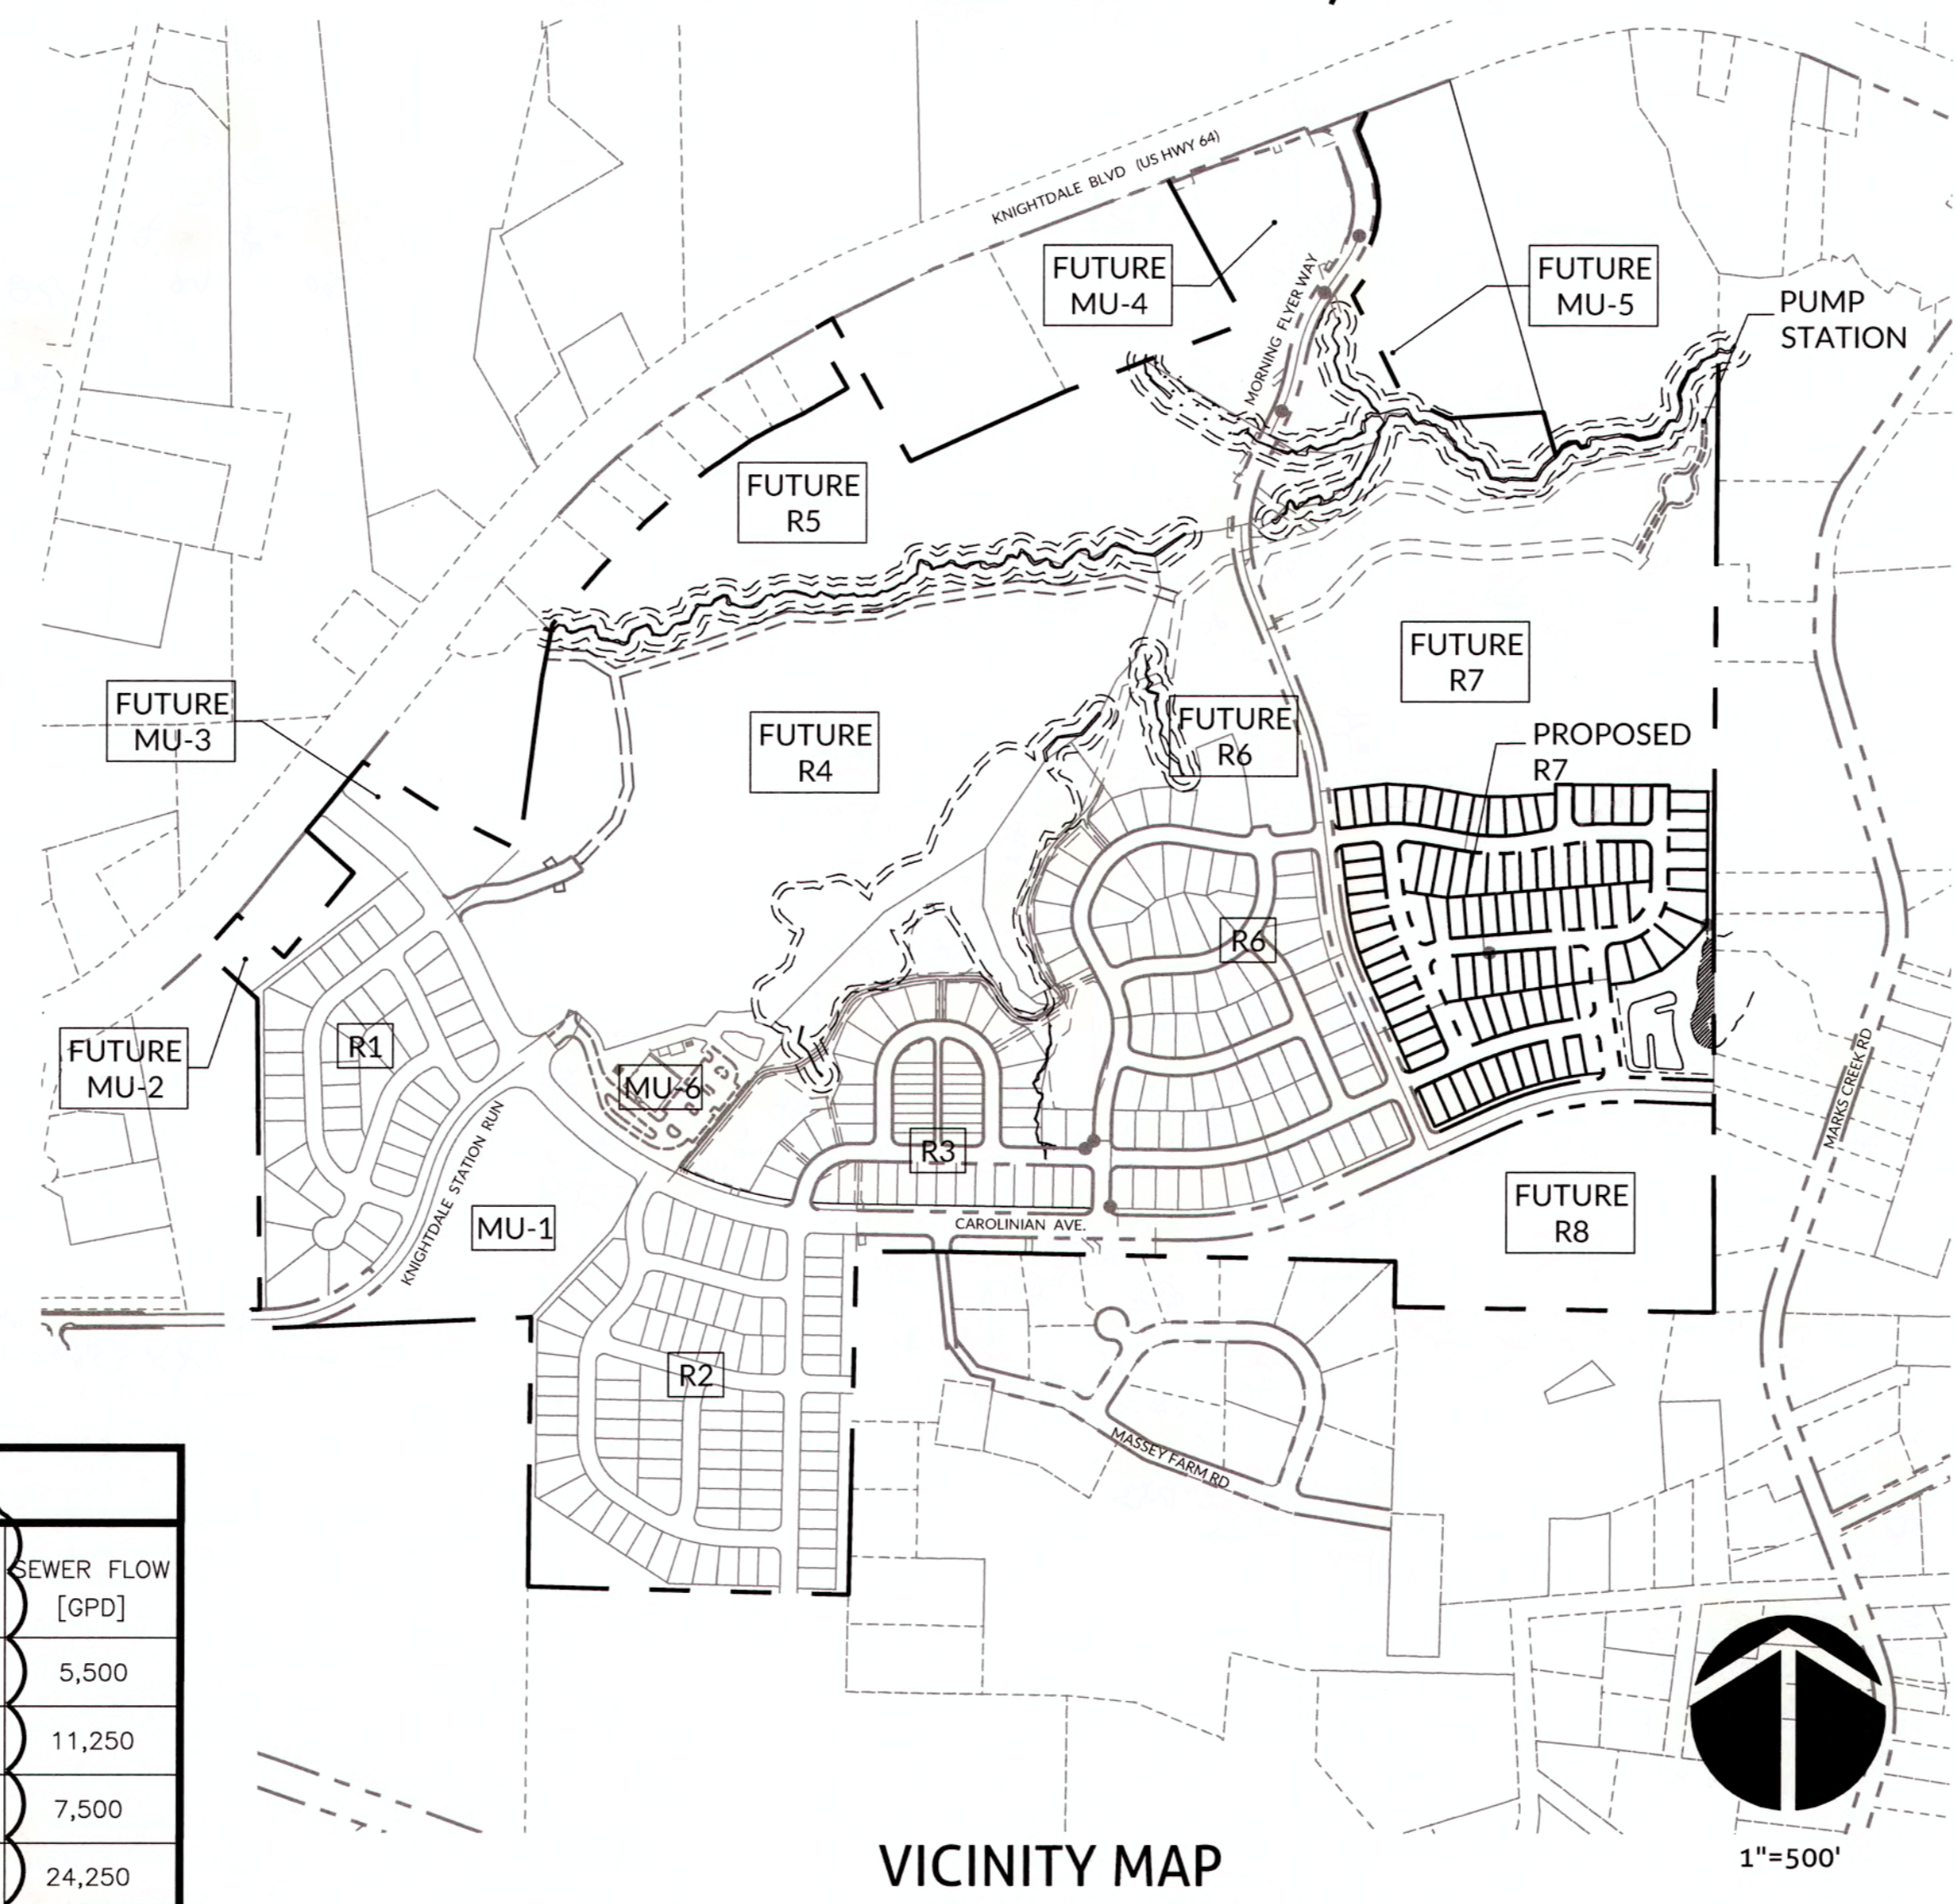 KNIGHTDALE BLVD (US HWY 64)
FUTURE
MU-4
MORNING FLYER WAY
FUTURE
MU-5
PUMP
STATION
FUTURE
R5
FUTURE
R7
FUTURE
MU-3
FUTURE
R4
FUTURE
R6
PROPOSED
R7
R6
R1
FUTURE
MU-2
MU-6
R3
MARKS CREEK RD
KNIGHTDALE STATION RUN
MU-1
CAROLINIAN AVE.
FUTURE
R8
R2
MASSEY FARM RD
SEWER FLOW
[GPD]
5,500
11,250
7,500
24,250
VICINITY MAP
1"=500'